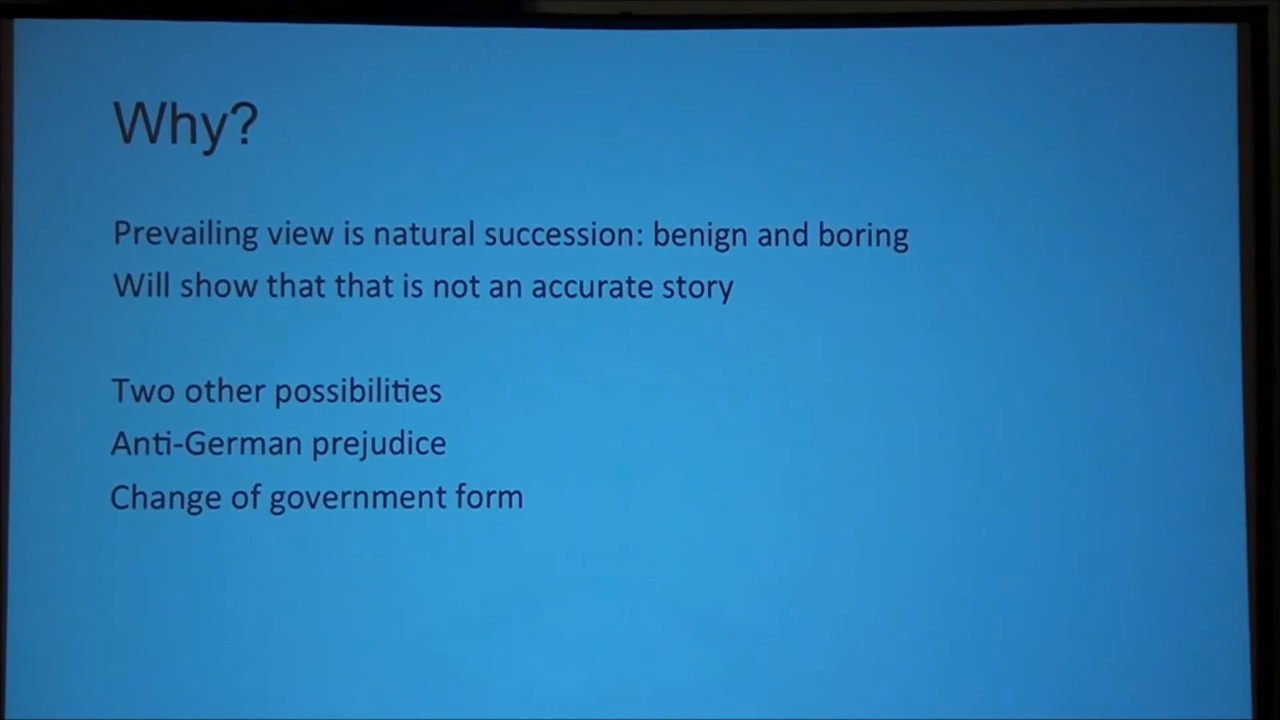 Why?
Prevailing view is natural succession: benign and boring
Will show that that is not an accurate story
Two other possibilities
Anti-German prejudice
Change of government form